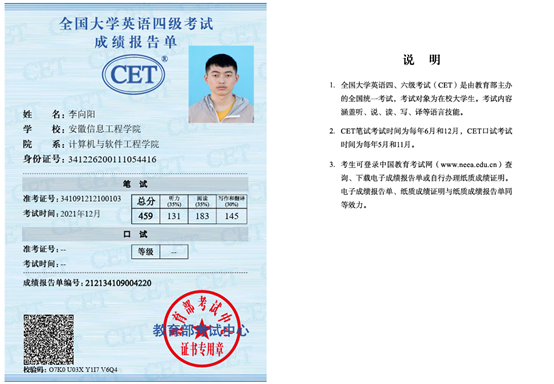 全国大学英语四级考试
成绩报告单
CET®
姓 名：李向阳
学 校：安徽信息工程学院
院 系：计算机与软件工程学院
身份证号：341226200111054416
笔 试
准考证号：341091212100103
考试时间：2021年12月
总分 听力(35%) 阅读(35%) 写作和翻译(30%)
459 131 183 145
口 试
准考证号：--
考试时间：--
等级 --
成绩报告单编号：212134109004220
教育部考试中心
教育部考试中心
证书专用章
校验码：O7K0 U03X Y1I7 V6Q4
说 明
1. 全国大学英语四、六级考试（CET）是由教育部主办
的全国统一考试。考试对象为在校大学生。考试内容
涵盖听、说、读、写、译等语言技能。
2. CET笔试考试时间为每年6月和12月，CET口试考试
时间为每年5月和11月。
3. 考生可登录中国教育考试网（www.neea.edu.cn）查
询、下载电子成绩报告单或自行办理纸质成绩证明。
电子成绩报告单、纸质成绩证明与纸质成绩报告单同
等效力。